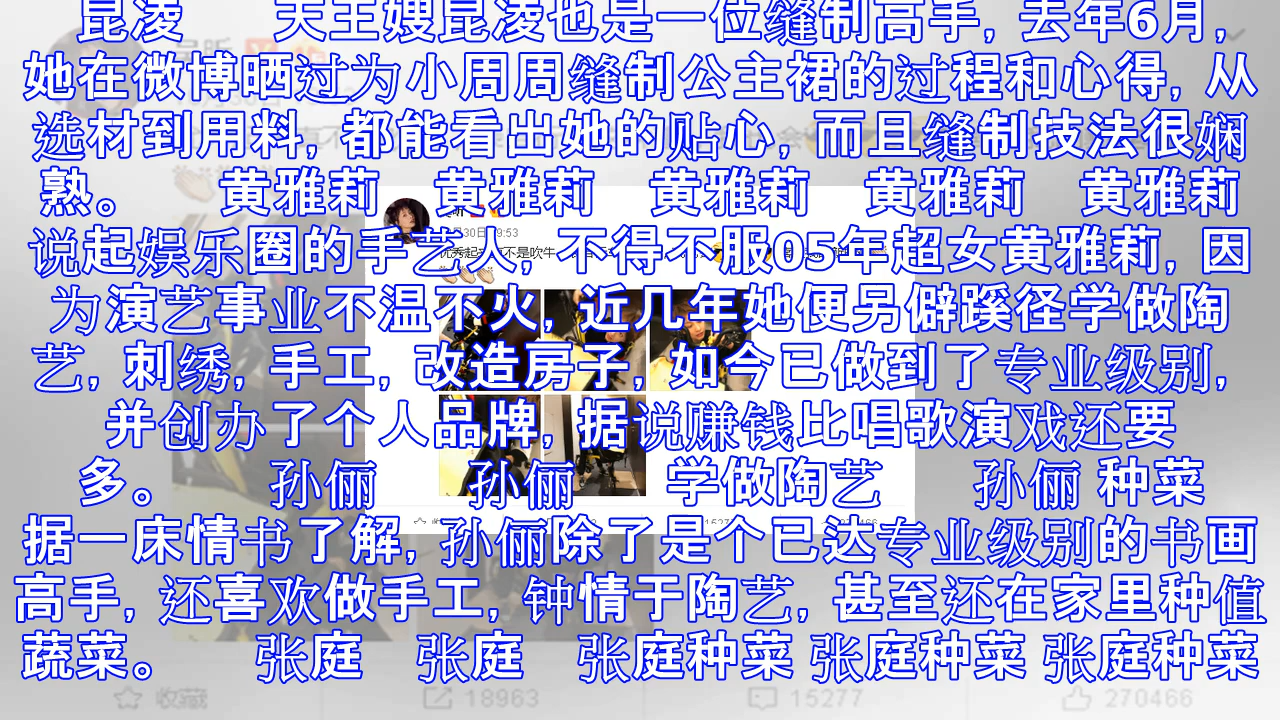 昆凌 天王嫂昆凌也是一位缝制高手, 去年6月,
她在微博晒过为小周周缝制公主裙的过程和心得, 从
选材到用料, 都能看出她的贴心, 而且缝制技法很娴
熟。 黄雅莉 黄雅莉 黄雅莉 黄雅莉 黄雅莉
说起娱乐圈的手艺人, 不得不服05年超女黄雅莉, 因
为演艺事业不温不火, 近几年她便另僻蹊径学做陶
艺, 刺绣, 手工, 改造房子, 如今已做到了专业级别,
并创办了个人品牌, 据说赚钱比唱歌演戏还要
多。 孙俪 孙俪 学做陶艺 孙俪 种菜
据一床情书了解, 孙俪除了是个已达专业级别的书画
高手, 还喜欢做手工, 钟情于陶艺, 甚至还在家里种值
蔬菜。 张庭 张庭 张庭种菜 张庭种菜 张庭种菜
收藏 18963 15277 270466